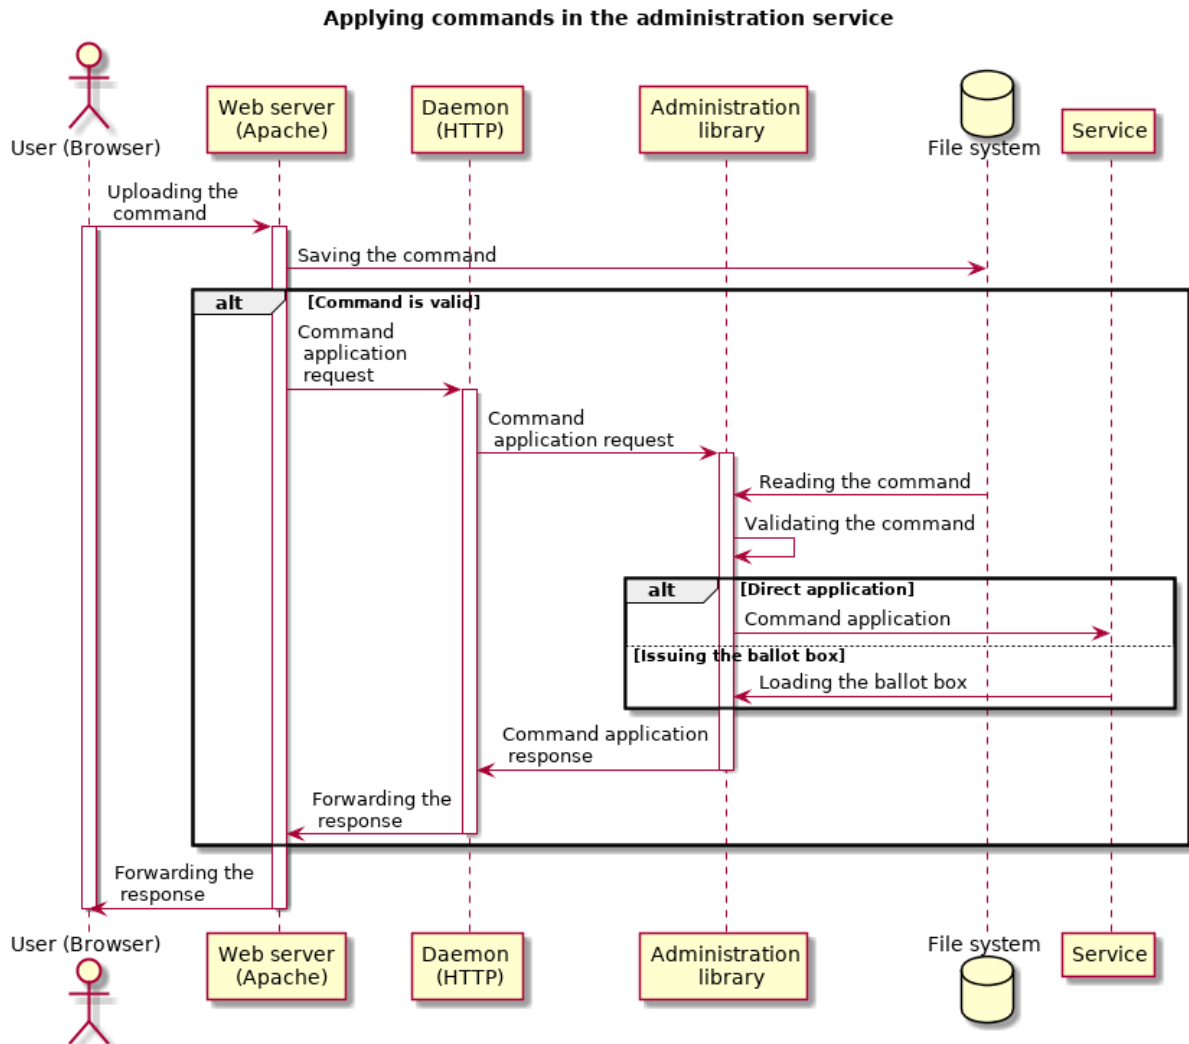 Applying commands in the administration service
User (Browser)
Web server
(Apache)
Daemon
(HTTP)
Administration
library
File system
Service
Uploading the
command
Saving the command
alt
[Command is valid]
Command
application
request
Command
application request
Reading the command
Validating the command
alt
[Direct application]
Command application
[Issuing the ballot box]
Loading the ballot box
Command application
response
Forwarding the
response
Forwarding the
response
User (Browser)
Web server
(Apache)
Daemon
(HTTP)
Administration
library
File system
Service